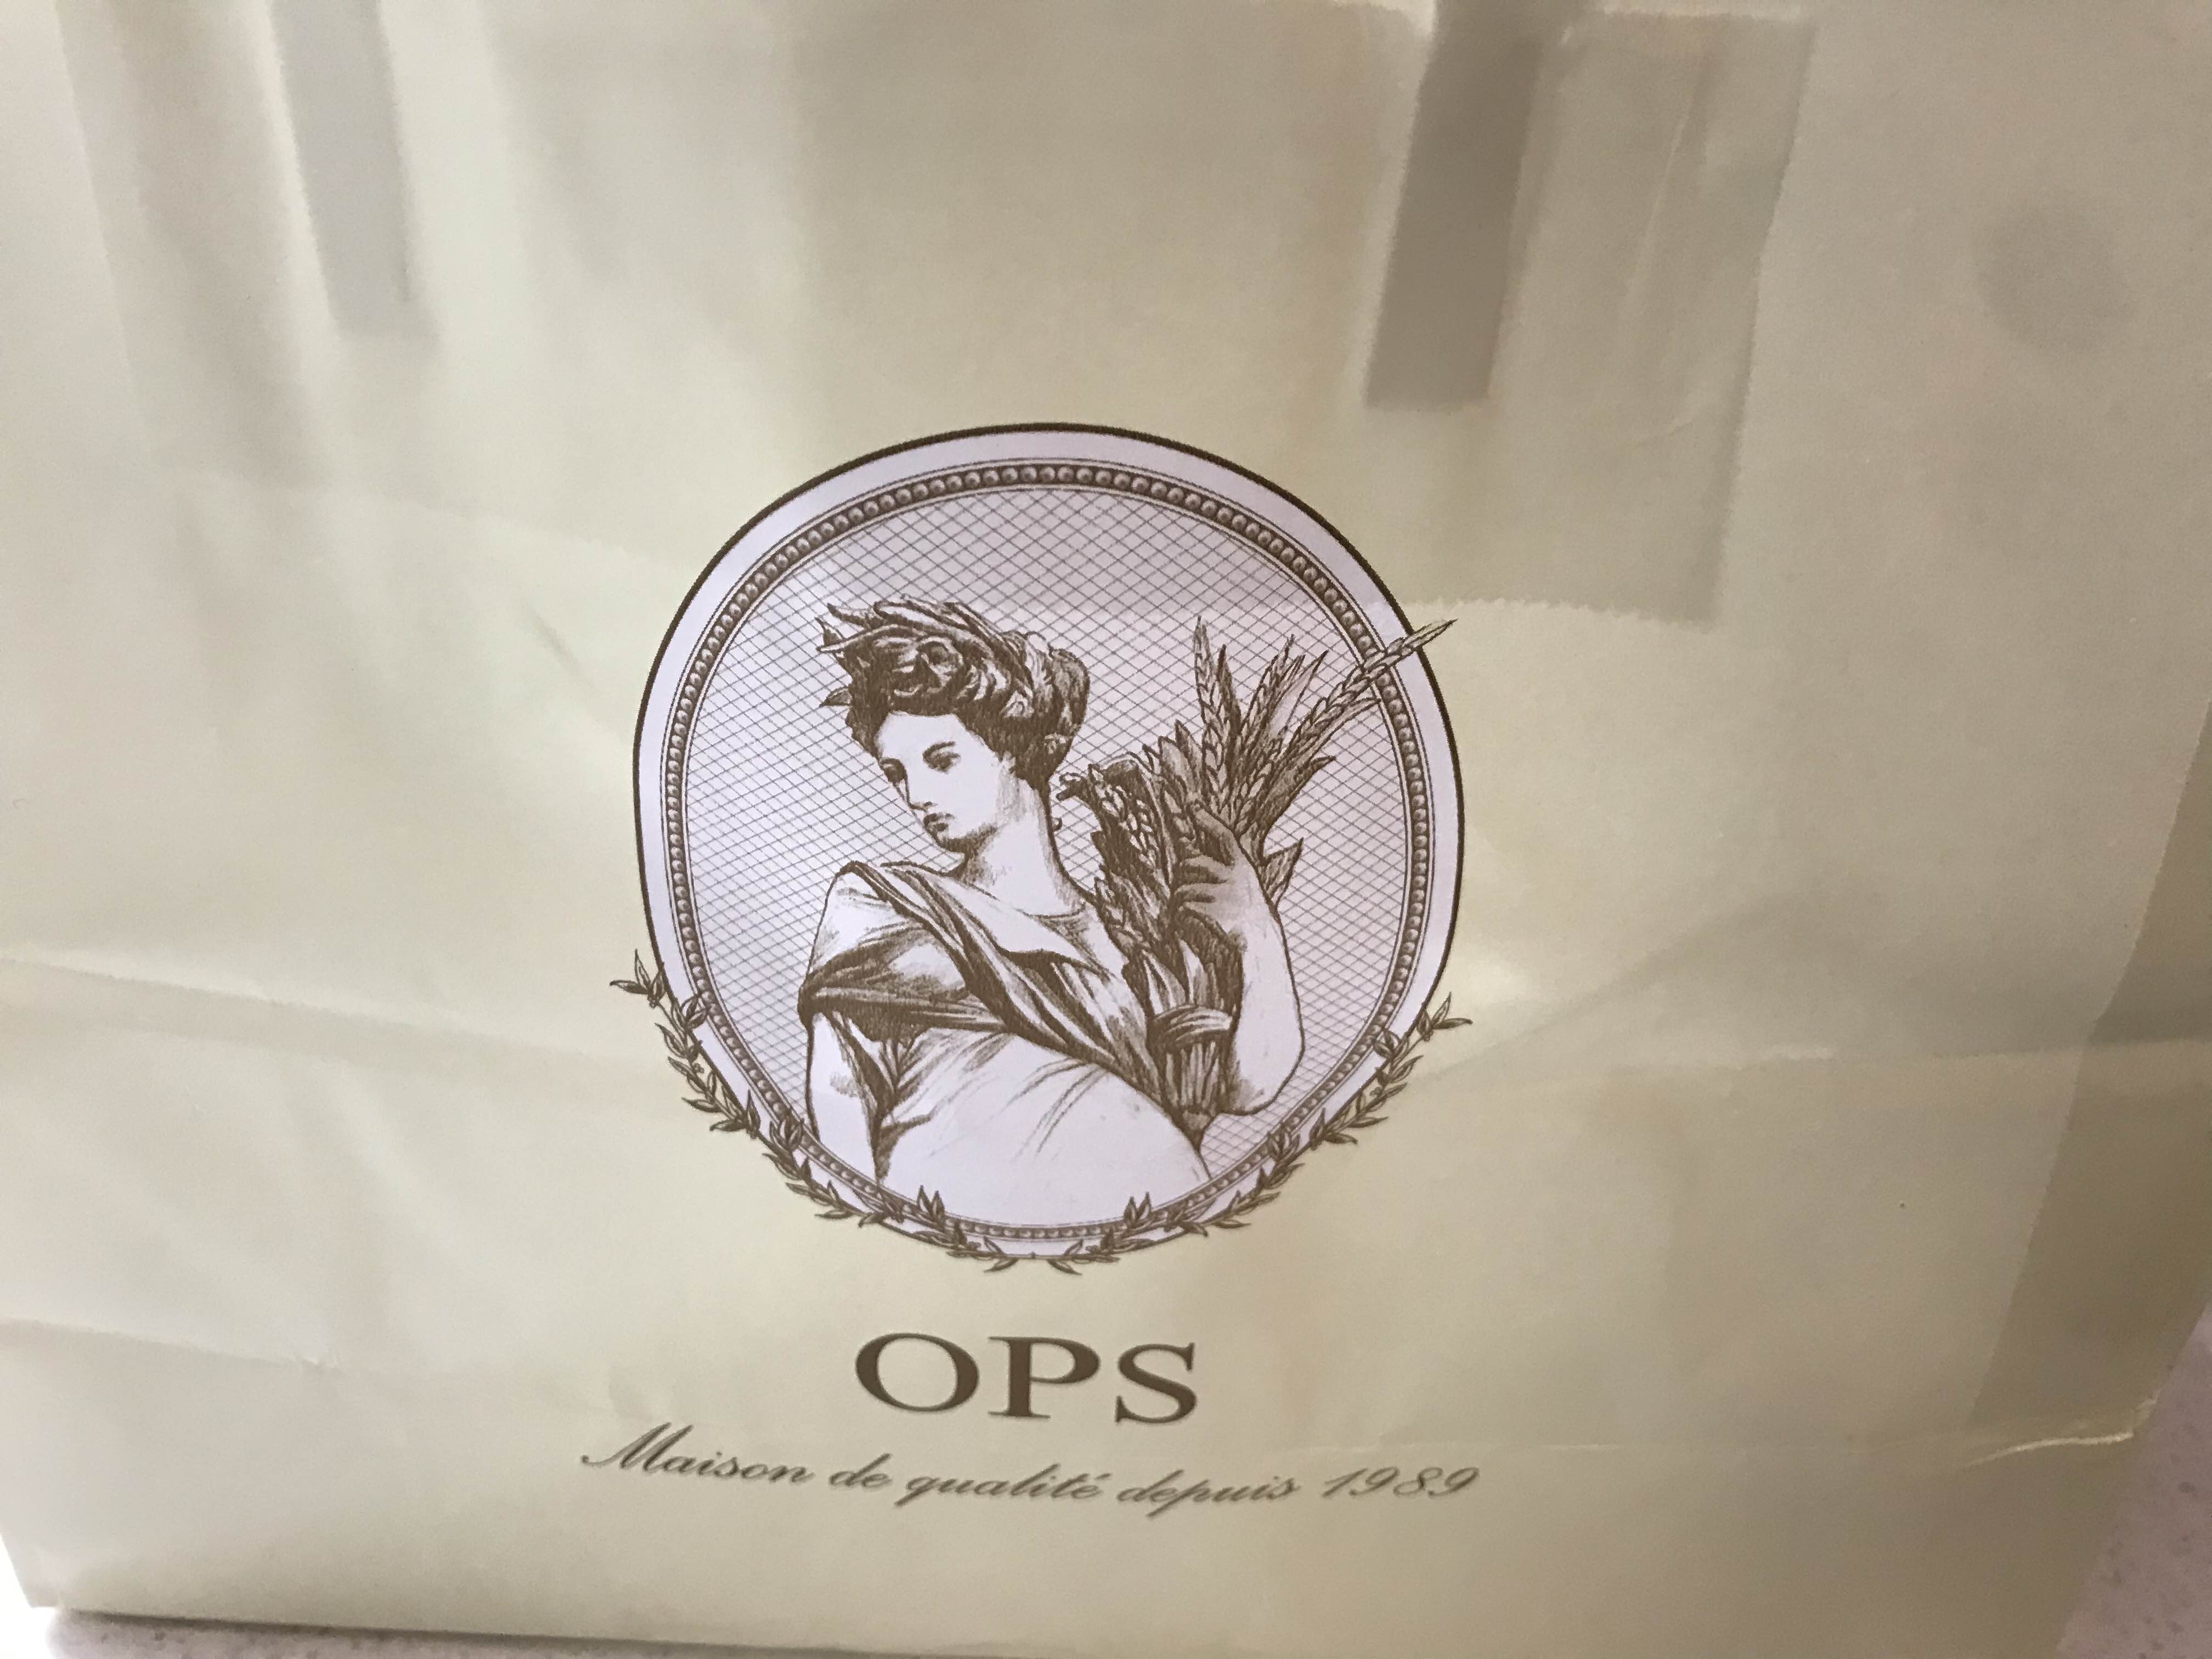 OPS
Maison de qualité depuis 1989